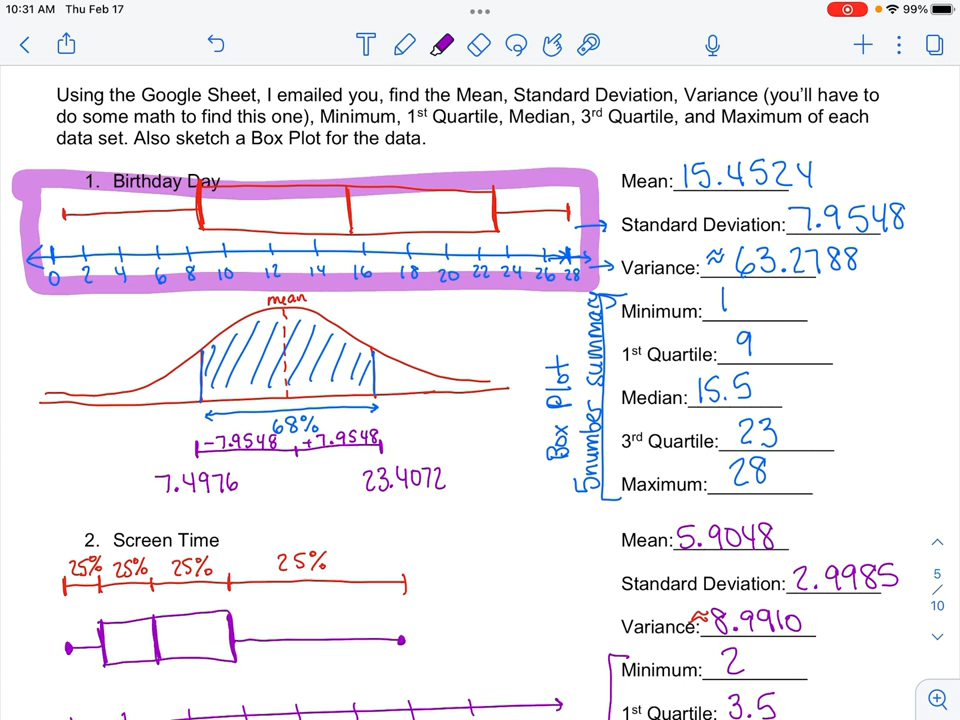 10:31 AM Thu Feb 17
99%
Using the Google Sheet, I emailed you, find the Mean, Standard Deviation, Variance (you'll have to
do some math to find this one), Minimum, 1st Quartile, Median, 3rd Quartile, and Maximum of each
data set. Also sketch a Box Plot for the data.
1. Birthday Day
0 2 4 6 8 10 12 14 16 18 20 22 24 26 28
mean
68%
-7.9548 +7.9548
7.4976 23.4072
Box Plot
5 number summary
Mean: 15.4524
Standard Deviation: 7.9548
Variance: ≈ 63.2788
Minimum: 1
1st Quartile: 9
Median: 15.5
3rd Quartile: 23
Maximum: 28
2. Screen Time
25% 25% 25% 25%
Mean: 5.9048
Standard Deviation: 2.9985
Variance: ≈8.9910
Minimum: 2
1st Quartile: 3.5
5
/
10